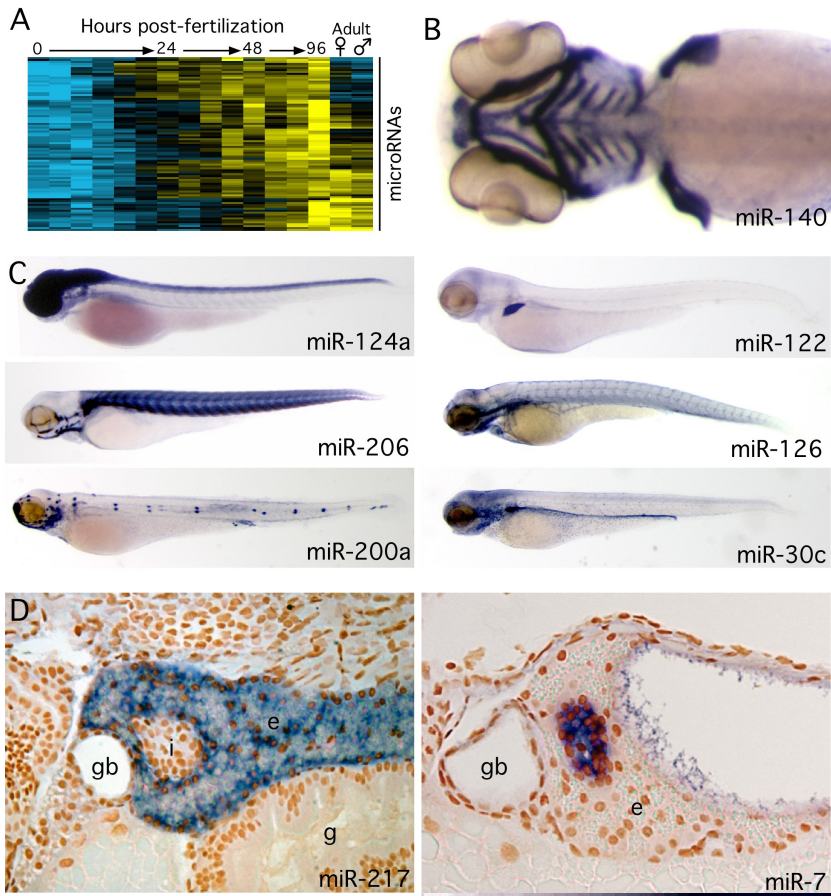 A
Hours post-fertilization
Adult
0 24 48 96 ♀ ♂
microRNAs
B
miR-140
C
miR-124a
miR-122
miR-206
miR-126
miR-200a
miR-30c
D
e
i
gb
g
miR-217
gb
e
miR-7